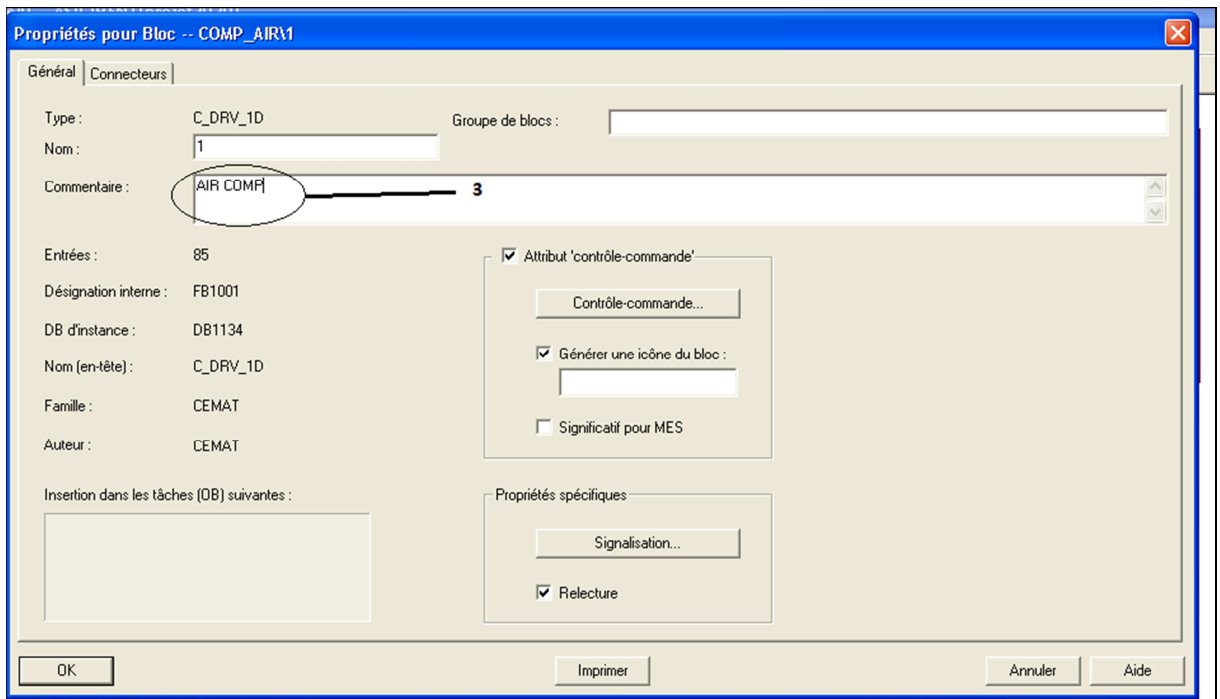 Propriétés pour Bloc -- COMP_AIR\1
Général Connecteurs
Type : C_DRV_1D Groupe de blocs :
Nom : 1
Commentaire : AIR COMP 3
Entrées : 85 Attribut 'contrôle-commande'
Désignation interne : FB1001 Contrôle-commande...
DB d'instance : DB1134
Nom (en-tête) : C_DRV_1D Générer une icône du bloc :
Famille : CEMAT
Significatif pour MES
Auteur : CEMAT
Insertion dans les tâches (OB) suivantes : Propriétés spécifiques
Signalisation...
Relecture
OK Imprimer Annuler Aide